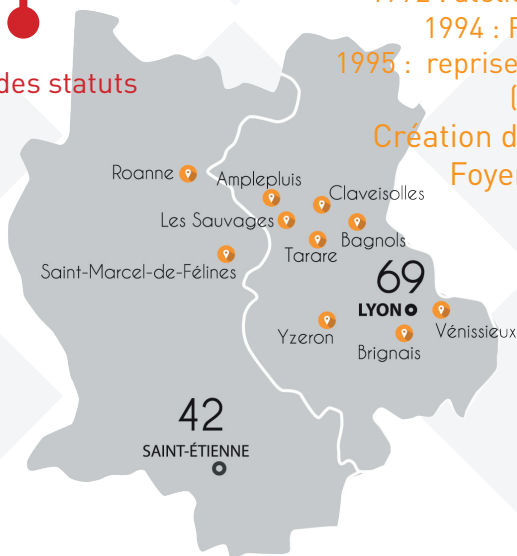 1994 :
des statuts
1995 : reprise
Création d
Foye
Roanne
Amplepluis
Claveisolles
Les Sauvages
Bagnols
Tarare
Saint-Marcel-de-Félines
69
LYON
Vénissieux
Yzeron
Brignais
42
SAINT-ÉTIENNE